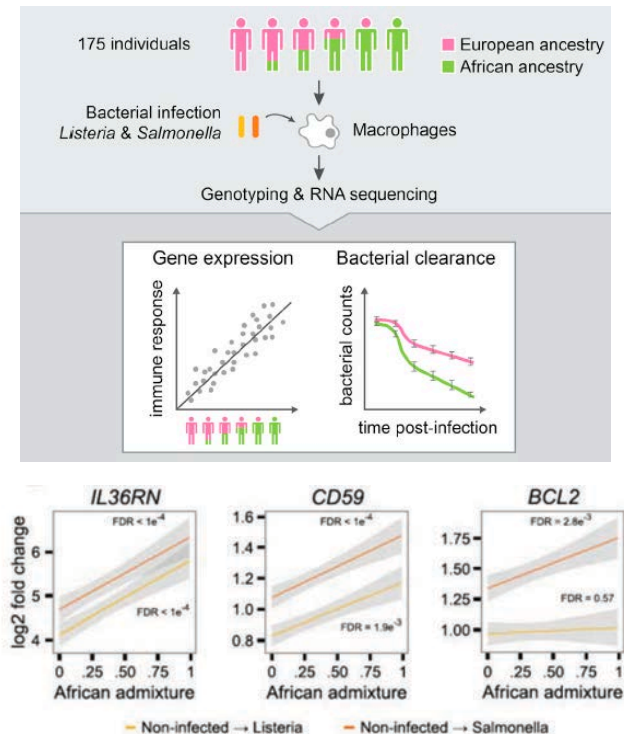 175 individuals
European ancestry
African ancestry
Bacterial infection
Listeria & Salmonella
Macrophages
Genotyping & RNA sequencing
Gene expression
Bacterial clearance
immune response
bacterial counts
time post-infection
IL36RN
CD59
BCL2
log2 fold change
6
5
4
FDR < 1e-4
FDR < 1e-4
0 .25 .50 .75 1
African admixture
1.6
1.4
1.2
1.0
0.8
FDR < 1e-4
FDR = 1.9e-3
0 .25 .50 .75 1
African admixture
1.75
1.50
1.25
1.00
FDR = 2.8e-3
FDR = 0.57
0 .25 .50 .75 1
African admixture
Non-infected → Listeria
Non-infected → Salmonella